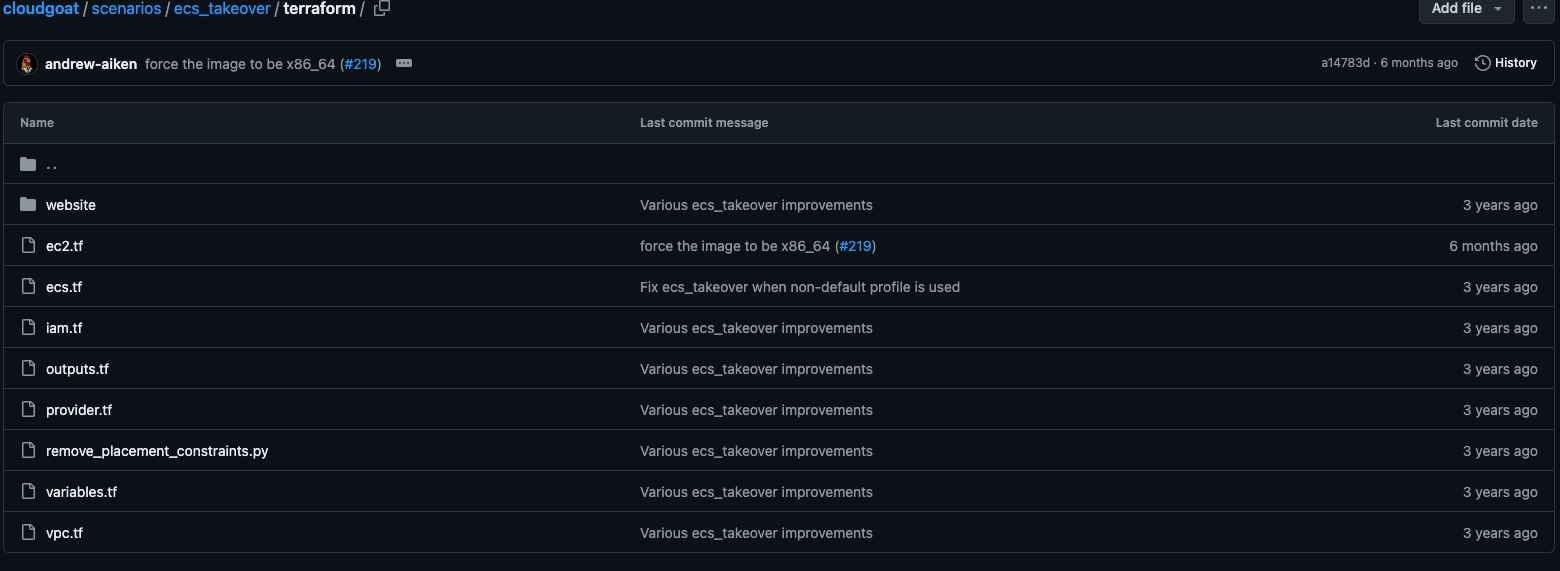 cloudgoat / scenarios / ecs_takeover / terraform / Add file ...
andrew-aiken force the image to be x86_64 (#219) ... a14783d · 6 months ago History
Name Last commit message Last commit date
..
website Various ecs_takeover improvements 3 years ago
ec2.tf force the image to be x86_64 (#219) 6 months ago
ecs.tf Fix ecs_takeover when non-default profile is used 3 years ago
iam.tf Various ecs_takeover improvements 3 years ago
outputs.tf Various ecs_takeover improvements 3 years ago
provider.tf Various ecs_takeover improvements 3 years ago
remove_placement_constraints.py Various ecs_takeover improvements 3 years ago
variables.tf Various ecs_takeover improvements 3 years ago
vpc.tf Various ecs_takeover improvements 3 years ago